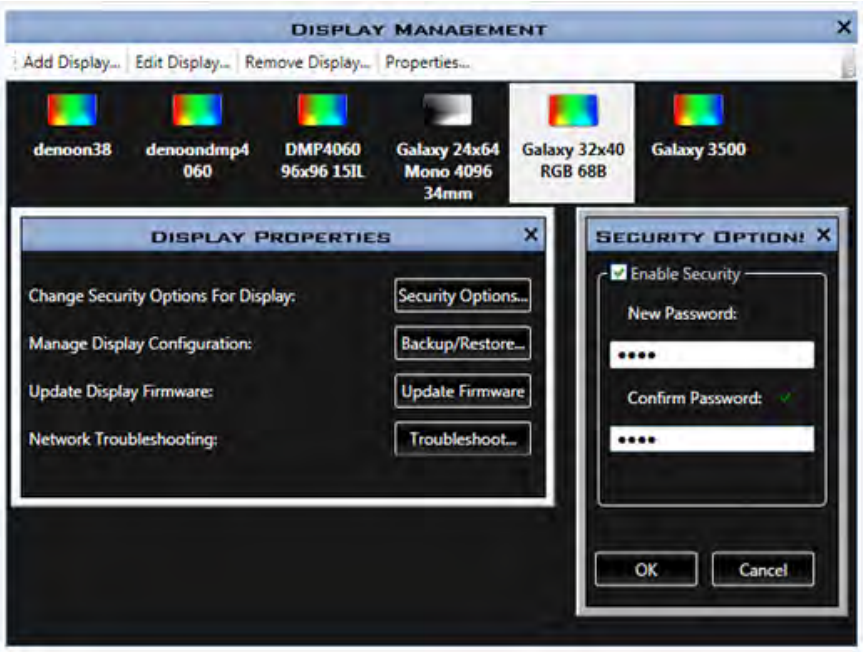 DISPLAY MANAGEMENT X
Add Display... Edit Display... Remove Display... Properties...
denoon38
denoondmp4
060
DMP4060
96x96 15IL
Galaxy 24x64
Mono 4096
34mm
Galaxy 32x40
RGB 68B
Galaxy 3500
DISPLAY PROPERTIES X
Change Security Options For Display: Security Options...
Manage Display Configuration: Backup/Restore...
Update Display Firmware: Update Firmware
Network Troubleshooting: Troubleshoot...
SECURITY OPTION! X
Enable Security
New Password:
●●●●
Confirm Password: ✓
●●●●
OK Cancel